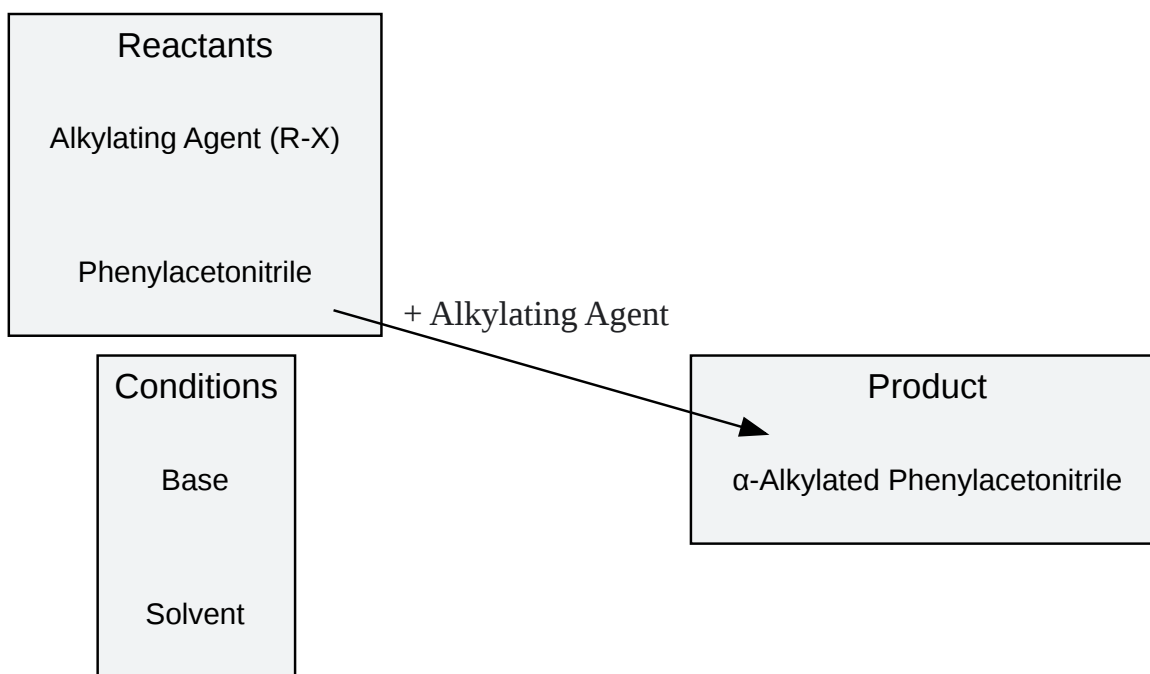 Reactants
Alkylating Agent (R-X)
Phenylacetonitrile
+ Alkylating Agent
Conditions
Base
Solvent
Product
α-Alkylated Phenylacetonitrile